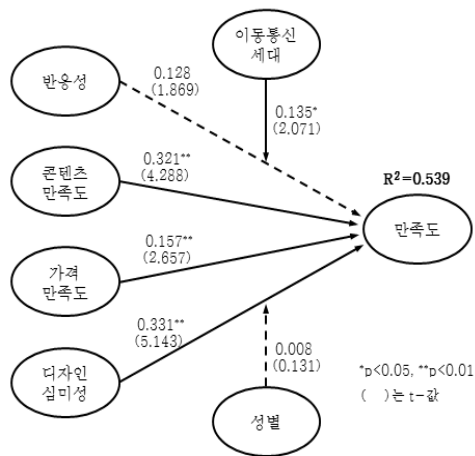 이동통신
세대
반응성
0.128
(1.869)
0.135*
(2.071)
콘텐츠
만족도
0.321**
(4.288)
R²=0.539
만족도
가격
만족도
0.157**
(2.657)
0.331**
(5.143)
디자인
심미성
0.008
(0.131)
성별
*p<0.05, **p<0.01
( )는 t-값